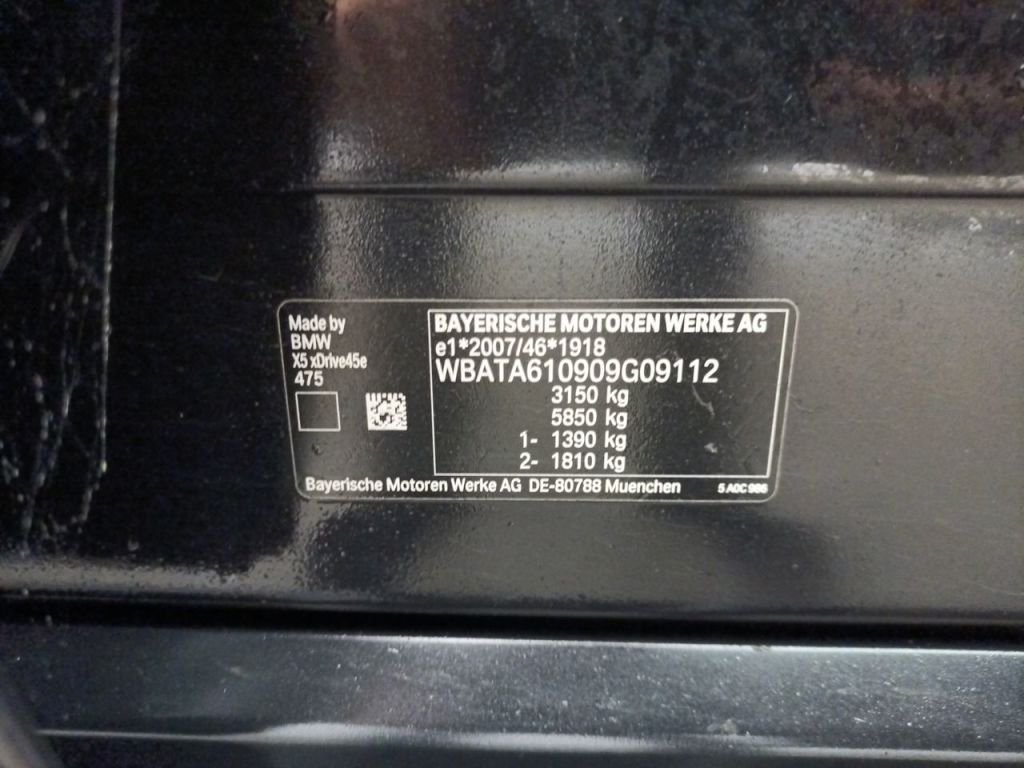 Made by
BMW
X5 xDrive45e
475
BAYERISCHE MOTOREN WERKE AG
e1*2007/46*1918
WBATA610909G09112
3150 kg
5850 kg
1- 1390 kg
2- 1810 kg
Bayerische Motoren Werke AG DE-80788 Muenchen
5 A0C 986